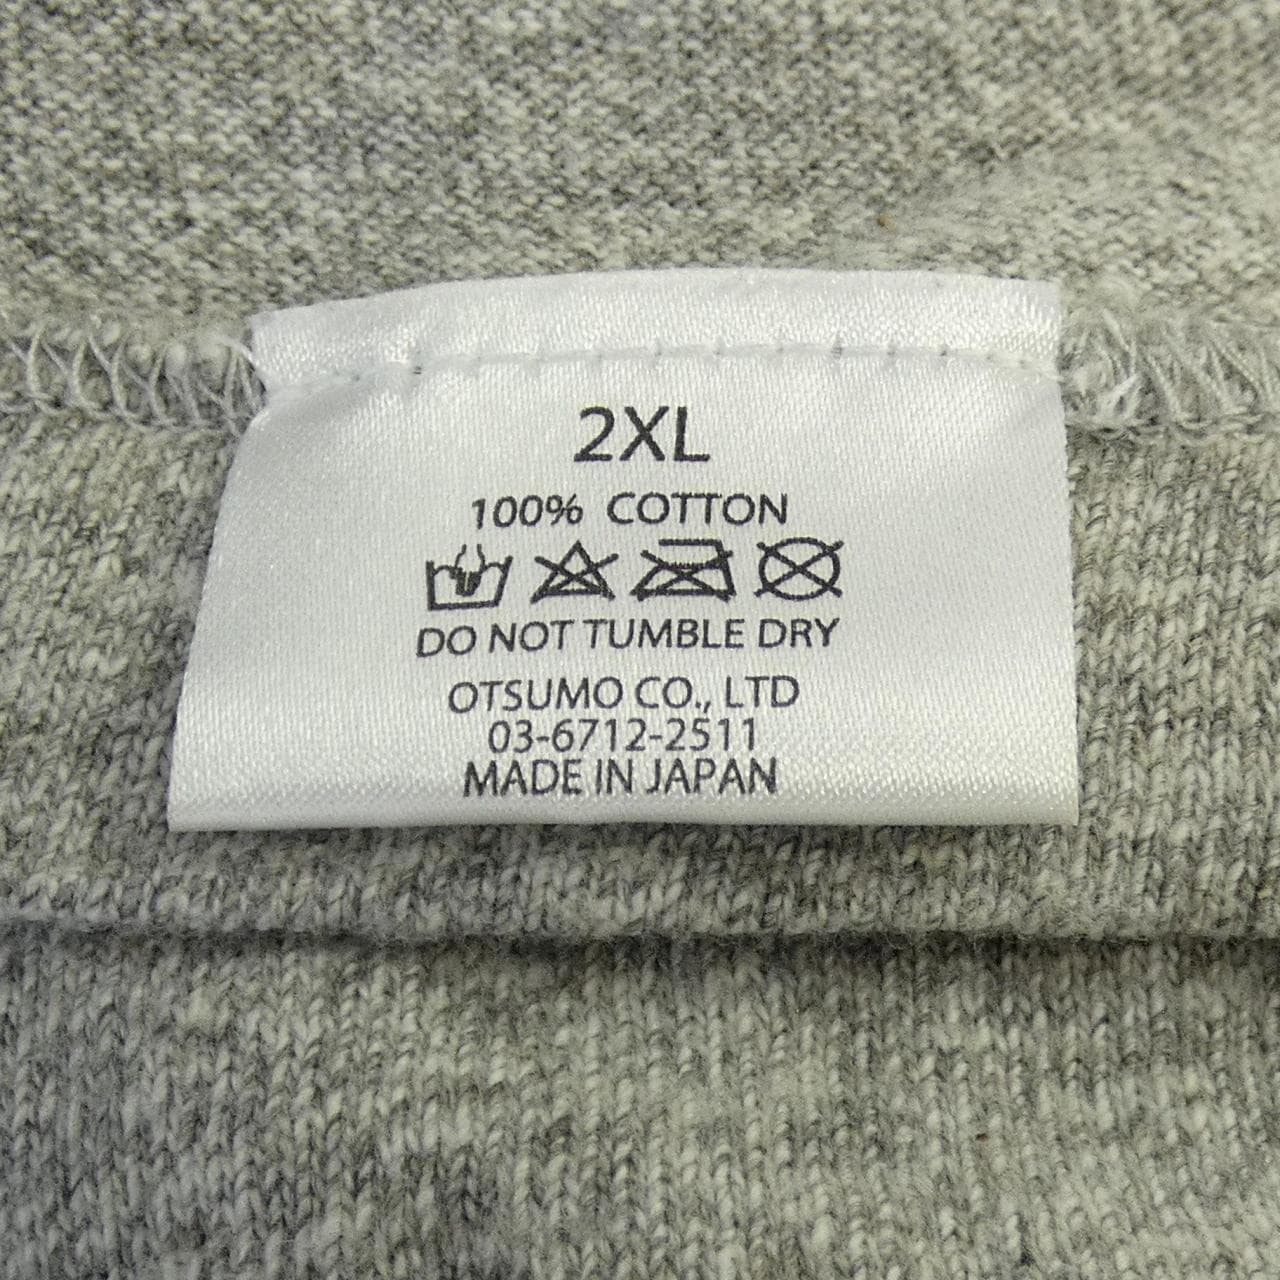 2XL
100% COTTON
DO NOT TUMBLE DRY
OTSUMO CO., LTD
03-6712-2511
MADE IN JAPAN